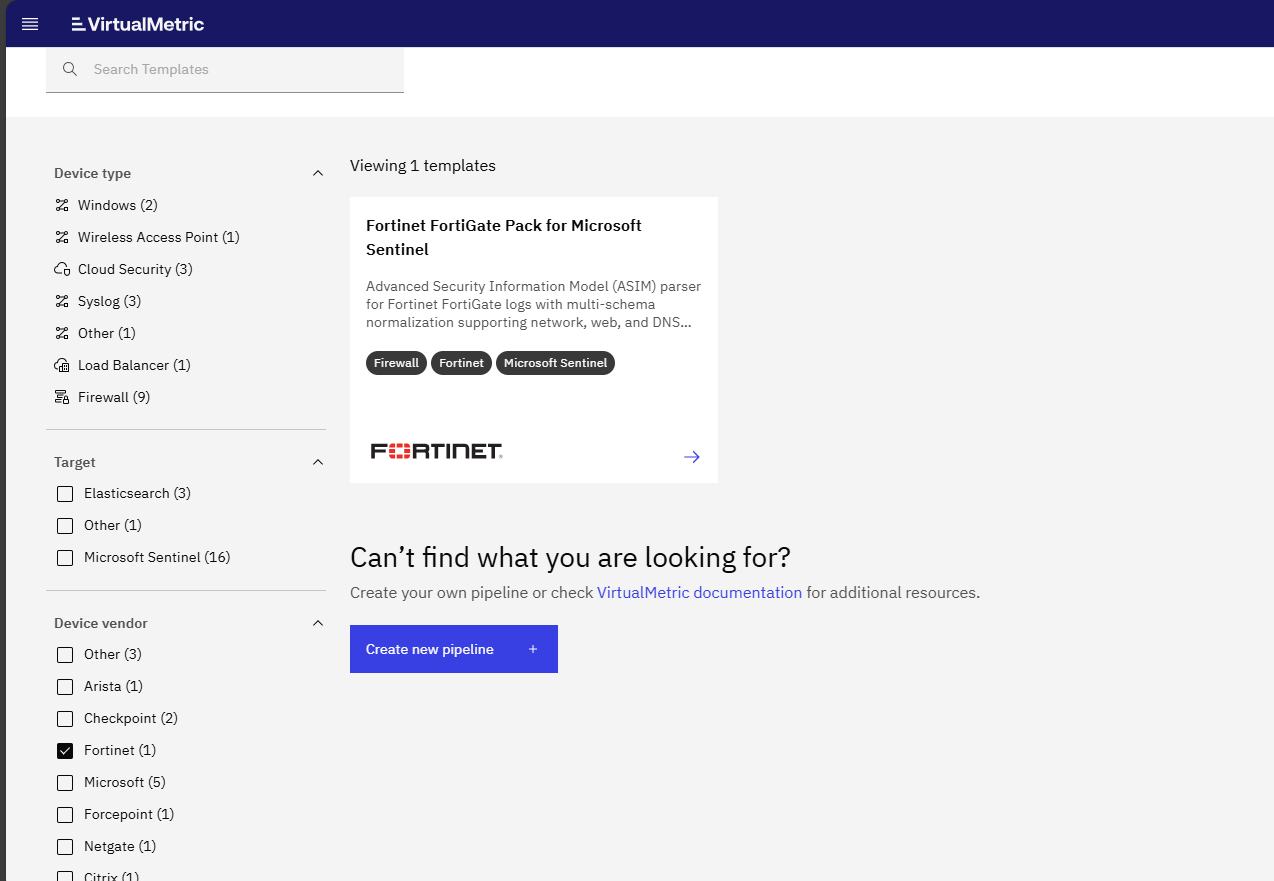 VirtualMetric
Search Templates
Device type
Windows (2)
Wireless Access Point (1)
Cloud Security (3)
Syslog (3)
Other (1)
Load Balancer (1)
Firewall (9)
Target
Elasticsearch (3)
Other (1)
Microsoft Sentinel (16)
Device vendor
Other (3)
Arista (1)
Checkpoint (2)
Fortinet (1)
Microsoft (5)
Forcepoint (1)
Netgate (1)
Citrix (1)
Viewing 1 templates
Fortinet FortiGate Pack for Microsoft
Sentinel
Advanced Security Information Model (ASIM) parser
for Fortinet FortiGate logs with multi-schema
normalization supporting network, web, and DNS...
Firewall Fortinet Microsoft Sentinel
FORTINET
Can’t find what you are looking for?
Create your own pipeline or check VirtualMetric documentation for additional resources.
Create new pipeline +